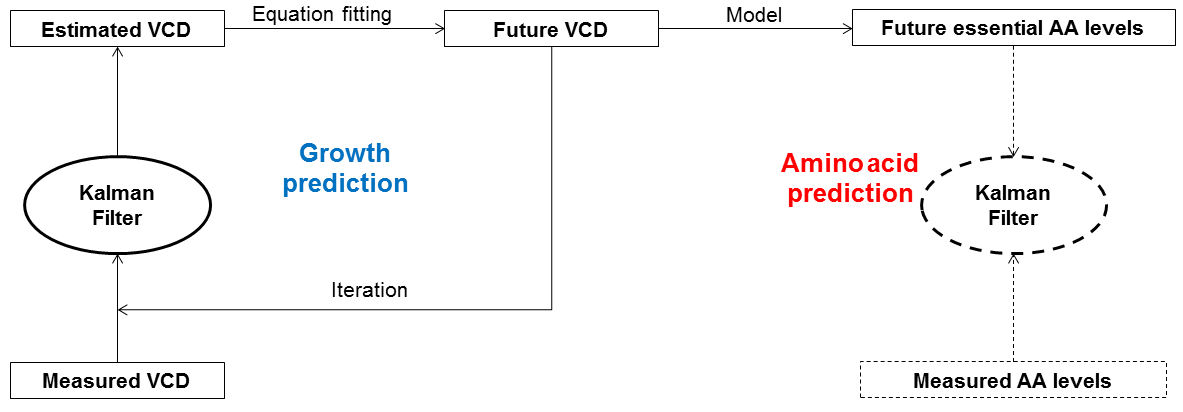 Estimated VCD
Equation fitting
Future VCD
Model
Future essential AA levels
Growth
prediction
Amino acid
prediction
Kalman
Filter
Kalman
Filter
Iteration
Measured VCD
Measured AA levels